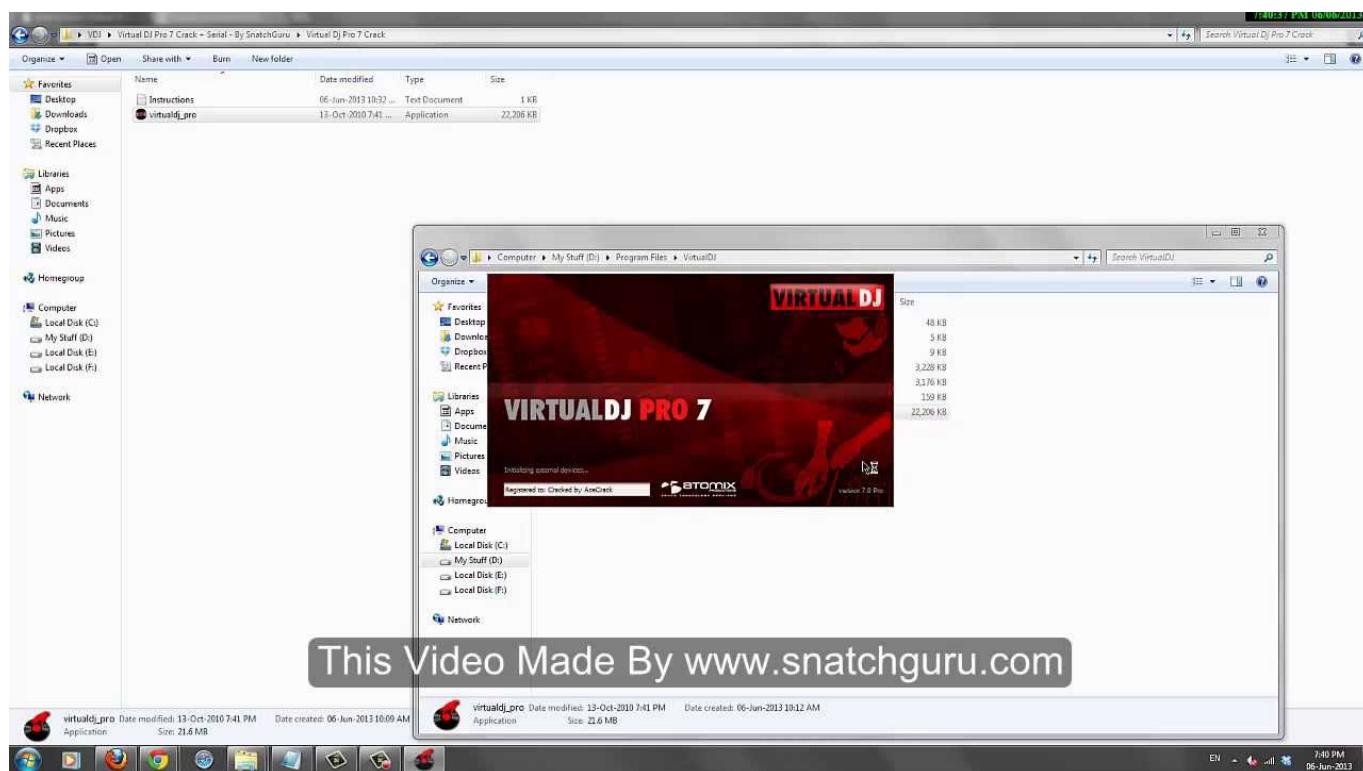 7:40:37 PM 06/06/2013
VDJ ▸ Virtual DJ Pro 7 Crack + Serial - By SnatchGuru ▸ Virtual Dj Pro 7 Crack
Search Virtual Dj Pro 7 Crack
Organize Open Share with Burn New folder
Name Date modified Type Size
Instructions 06-Jun-2013 10:32 ... Text Document 1 KB
virtualdj_pro 13-Oct-2010 7:41 ... Application 22,206 KB
Favorites
Desktop
Downloads
Dropbox
Recent Places
Libraries
Apps
Documents
Music
Pictures
Videos
Homegroup
Computer
Local Disk (C:)
My Stuff (D:)
Local Disk (E:)
Local Disk (F:)
Network
Computer ▸ My Stuff (D:) ▸ Program Files ▸ VirtualDJ
Search VirtualDJ
Organize
Size
48 KB
5 KB
9 KB
3,228 KB
3,176 KB
159 KB
22,206 KB
Favorites
Desktop
Downloa
Dropbox
Recent P
Libraries
Apps
Docume
Music
Pictures
Videos
Homegrou
Computer
Local Disk (C:)
My Stuff (D:)
Local Disk (E:)
Local Disk (F:)
Network
VIRTUAL DJ
VIRTUALDJ PRO 7
Initializing external devices...
Registered to: Cracked by AceCrack
atomix
version 7.0 Pro
This Video Made By www.snatchguru.com
virtualdj_pro Date modified: 13-Oct-2010 7:41 PM Date created: 06-Jun-2013 10:12 AM
Application Size: 21.6 MB
virtualdj_pro Date modified: 13-Oct-2010 7:41 PM Date created: 06-Jun-2013 10:09 AM
Application Size: 21.6 MB
EN
7:40 PM
06-Jun-2013